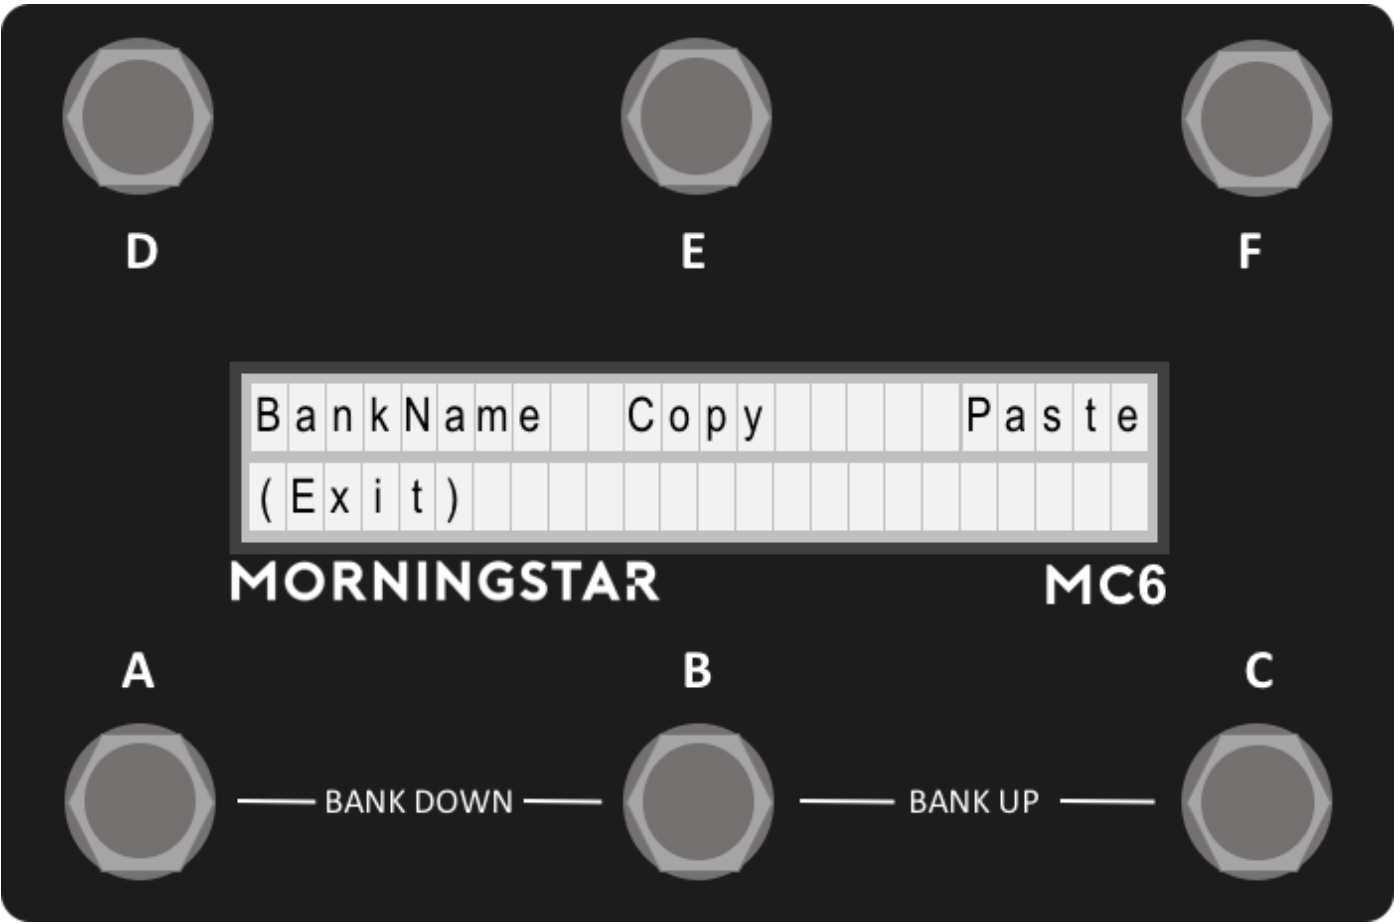 D E F
BankName Copy Paste
(Exit)
MORNINGSTAR MC6
A B C
BANK DOWN BANK UP